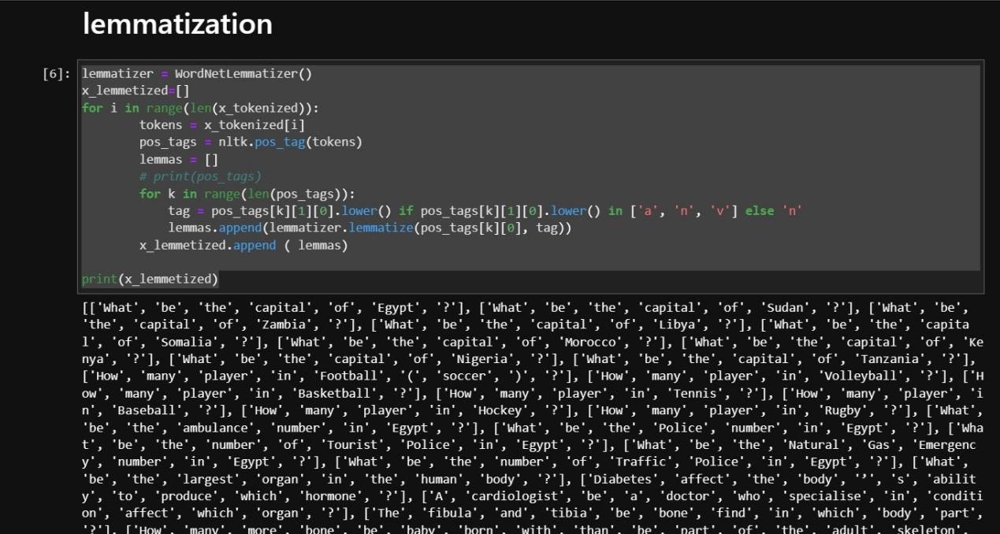 lemmatization
[6]: lemmatizer = WordNetLemmatizer()
x_lemmetized=[]
for i in range(len(x_tokenized)):
        tokens = x_tokenized[i]
        pos_tags = nltk.pos_tag(tokens)
        lemmas = []
        # print(pos_tags)
        for k in range(len(pos_tags)):
            tag = pos_tags[k][1][0].lower() if pos_tags[k][1][0].lower() in ['a', 'n', 'v'] else 'n'
            lemmas.append(lemmatizer.lemmatize(pos_tags[k][0], tag))
        x_lemmetized.append ( lemmas)
print(x_lemmetized)
[['What', 'be', 'the', 'capital', 'of', 'Egypt', '?'], ['What', 'be', 'the', 'capital', 'of', 'Sudan', '?'], ['What', 'be',
'the', 'capital', 'of', 'Zambia', '?'], ['What', 'be', 'the', 'capital', 'of', 'Libya', '?'], ['What', 'be', 'the', 'capita
l', 'of', 'Somalia', '?'], ['What', 'be', 'the', 'capital', 'of', 'Morocco', '?'], ['What', 'be', 'the', 'capital', 'of', 'Ke
nya', '?'], ['What', 'be', 'the', 'capital', 'of', 'Nigeria', '?'], ['What', 'be', 'the', 'capital', 'of', 'Tanzania', '?'],
['How', 'many', 'player', 'in', 'Football', '(', 'soccer', ')', '?'], ['How', 'many', 'player', 'in', 'Volleyball', '?'], ['H
ow', 'many', 'player', 'in', 'Basketball', '?'], ['How', 'many', 'player', 'in', 'Tennis', '?'], ['How', 'many', 'player', 'i
n', 'Baseball', '?'], ['How', 'many', 'player', 'in', 'Hockey', '?'], ['How', 'many', 'player', 'in', 'Rugby', '?'], ['What',
'be', 'the', 'ambulance', 'number', 'in', 'Egypt', '?'], ['What', 'be', 'the', 'Police', 'number', 'in', 'Egypt', '?'], ['Wha
t', 'be', 'the', 'number', 'of', 'Tourist', 'Police', 'in', 'Egypt', '?'], ['What', 'be', 'the', 'Natural', 'Gas', 'Emergenc
y', 'number', 'in', 'Egypt', '?'], ['What', 'be', 'the', 'number', 'of', 'Traffic', 'Police', 'in', 'Egypt', '?'], ['What',
'be', 'the', 'largest', 'organ', 'in', 'the', 'human', 'body', '?'], ['Diabetes', 'affect', 'the', 'body', '’', 's', 'abilit
y', 'to', 'produce', 'which', 'hormone', '?'], ['A', 'cardiologist', 'be', 'a', 'doctor', 'who', 'specialise', 'in', 'conditi
on', 'affect', 'which', 'organ', '?'], ['The', 'fibula', 'and', 'tibia', 'be', 'bone', 'find', 'in', 'which', 'body', 'part',
'?'], ['How', 'many', 'more', 'bone', 'be', 'baby', 'born', 'with', 'than', 'be', 'part', 'of', 'the', 'adult', 'skeleton',